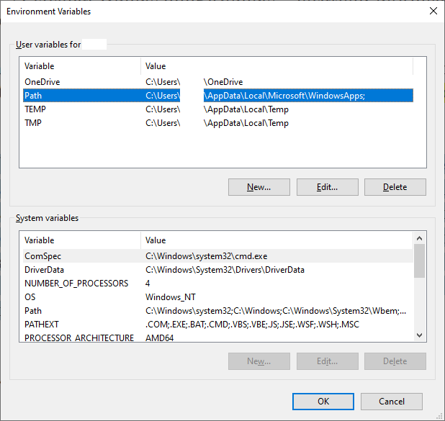 Environment Variables
User variables for
Variable Value
OneDrive C:\Users\ \OneDrive
Path C:\Users\ \AppData\Local\Microsoft\WindowsApps;
TEMP C:\Users\ \AppData\Local\Temp
TMP C:\Users\ \AppData\Local\Temp
New... Edit... Delete
System variables
Variable Value
ComSpec C:\Windows\system32\cmd.exe
DriverData C:\Windows\System32\Drivers\DriverData
NUMBER_OF_PROCESSORS 4
OS Windows_NT
Path C:\Windows\system32;C:\Windows;C:\Windows\System32\Wbem;...
PATHEXT .COM;.EXE;.BAT;.CMD;.VBS;.VBE;.JS;.JSE;.WSF;.WSH;.MSC
PROCESSOR_ARCHITECTURE AMD64
New... Edit... Delete
OK Cancel